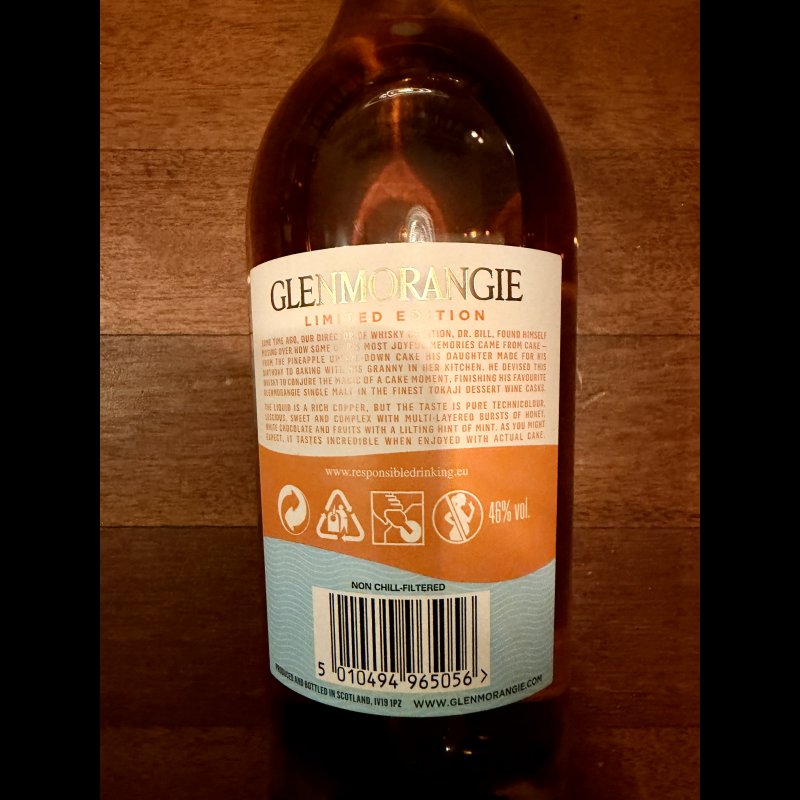 GLENMORANGIE
LIMITED EDITION
SOME TIME AGO, OUR DIRECTOR OF WHISKY CREATION, DR. BILL, FOUND HIMSELF
MUSING OVER HOW SOME OF HIS MOST JOYFUL MEMORIES CAME FROM CAKE –
FROM THE PINEAPPLE UPSIDE DOWN CAKE HIS DAUGHTER MADE FOR HIS
BIRTHDAY TO BAKING WITH HIS GRANNY IN HER KITCHEN. HE DEVISED THIS
WHISKY TO CONJURE THE MAGIC OF A CAKE MOMENT, FINISHING HIS FAVOURITE
GLENMORANGIE SINGLE MALT IN THE FINEST TOKAJI DESSERT WINE CASKS.
THE LIQUID IS A RICH COPPER, BUT THE TASTE IS PURE TECHNICOLOUR.
LUSCIOUS, SWEET AND COMPLEX WITH MULTI-LAYERED BURSTS OF HONEY,
WHITE CHOCOLATE AND FRUITS WITH A LILTING HINT OF MINT. AS YOU MIGHT
EXPECT, IT TASTES INCREDIBLE WHEN ENJOYED WITH ACTUAL CAKE.
www.responsibledrinking.eu
46% vol.
NON CHILL-FILTERED
5 010494 965056 >
PRODUCED AND BOTTLED IN SCOTLAND, IV19 1PZ WWW.GLENMORANGIE.COM